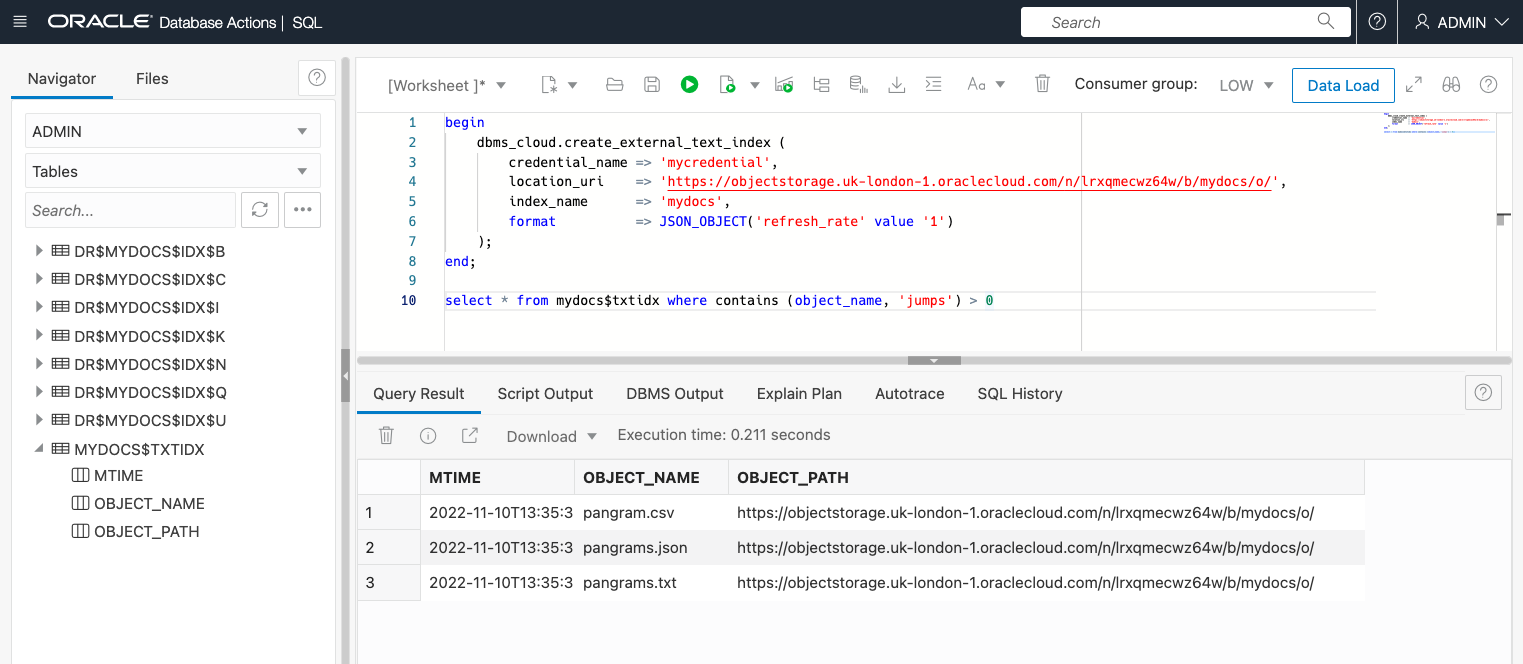 ORACLE Database Actions | SQL
Search
ADMIN
Navigator
Files
ADMIN
Tables
Search...
DR$MYDOCS$IDX$B
DR$MYDOCS$IDX$C
DR$MYDOCS$IDX$I
DR$MYDOCS$IDX$K
DR$MYDOCS$IDX$N
DR$MYDOCS$IDX$Q
DR$MYDOCS$IDX$U
MYDOCS$TXTIDX
MTIME
OBJECT_NAME
OBJECT_PATH
[Worksheet ]*
Aa
Consumer group:
LOW
Data Load
1 begin
2 dbms_cloud.create_external_text_index (
3 credential_name => 'mycredential',
4 location_uri => 'https://objectstorage.uk-london-1.oraclecloud.com/n/lrxqmecwz64w/b/mydocs/o/',
5 index_name => 'mydocs',
6 format => JSON_OBJECT('refresh_rate' value '1')
7 );
8 end;
9
10 select * from mydocs$txtidx where contains (object_name, 'jumps') > 0
Query Result
Script Output
DBMS Output
Explain Plan
Autotrace
SQL History
Download
Execution time: 0.211 seconds
MTIME OBJECT_NAME OBJECT_PATH
1 2022-11-10T13:35:3 pangram.csv https://objectstorage.uk-london-1.oraclecloud.com/n/lrxqmecwz64w/b/mydocs/o/
2 2022-11-10T13:35:3 pangrams.json https://objectstorage.uk-london-1.oraclecloud.com/n/lrxqmecwz64w/b/mydocs/o/
3 2022-11-10T13:35:3 pangrams.txt https://objectstorage.uk-london-1.oraclecloud.com/n/lrxqmecwz64w/b/mydocs/o/